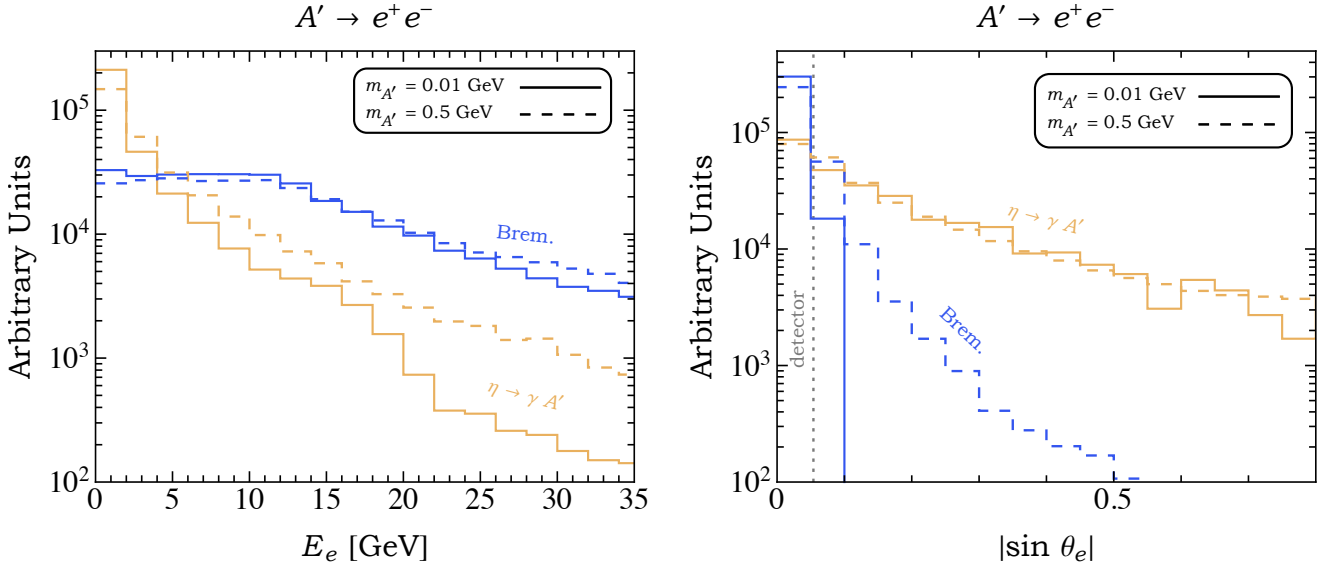 A′ → e⁺e⁻
Arbitrary Units
10⁵
10⁴
10³
10²
m_A′ = 0.01 GeV
m_A′ = 0.5 GeV
Brem.
η → γ A′
0 5 10 15 20 25 30 35
E_e [GeV]
A′ → e⁺e⁻
Arbitrary Units
10⁵
10⁴
10³
10²
m_A′ = 0.01 GeV
m_A′ = 0.5 GeV
η → γ A′
detector
Brem.
0 0.5
|sin θ_e|